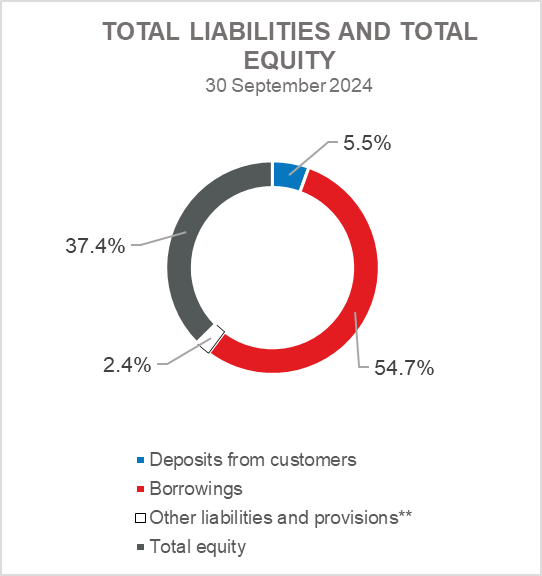 TOTAL LIABILITIES AND TOTAL
EQUITY
30 September 2024
5.5%
37.4%
2.4%
54.7%
Deposits from customers
Borrowings
Other liabilities and provisions**
Total equity